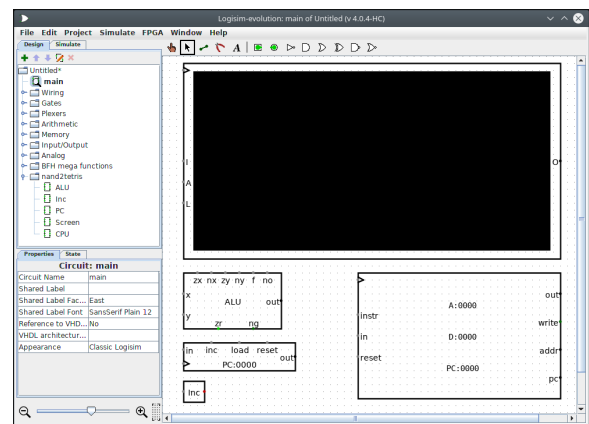 Logisim-evolution: main of Untitled (v 4.0.4-HC)
File Edit Project Simulate FPGA Window Help
Design Simulate
A
Untitled*
main
Wiring
Gates
Plexers
Arithmetic
Memory
Input/Output
Analog
BFH mega functions
nand2tetris
ALU
Inc
PC
Screen
CPU
Properties State
Circuit: main
Circuit Name main
Shared Label
Shared Label Fac... East
Shared Label Font SansSerif Plain 12
Reference to VHD... No
VHDL architectur...
Appearance Classic Logisim
I
A
L
O
zx nx zy ny f no
x
ALU
out
y
zr ng
in inc load reset
out
PC:0000
Inc
out
A:0000
instr
write
in
D:0000
addr
reset
PC:0000
pc